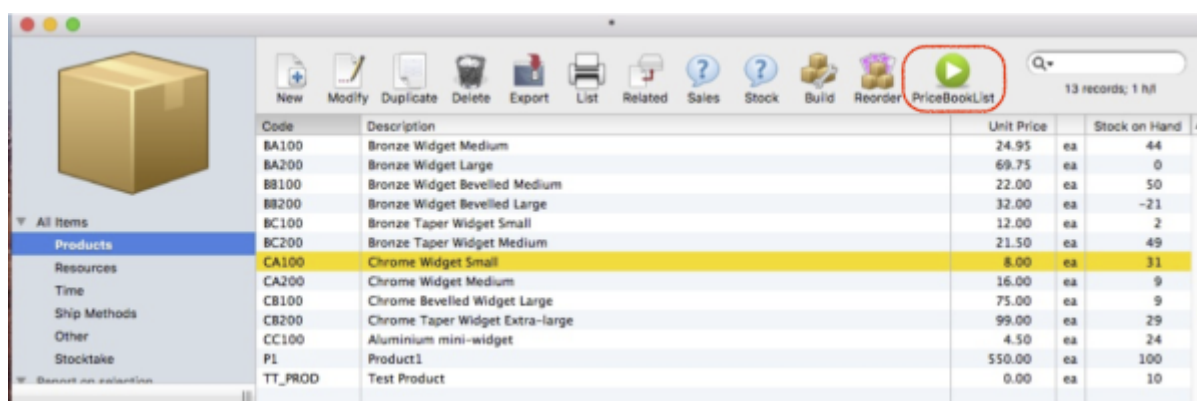 New Modify Duplicate Delete Export List Related Sales Stock Build Reorder PriceBookList
13 records; 1 h/l
Code Description Unit Price Stock on Hand
BA100 Bronze Widget Medium 24.95 ea 44
BA200 Bronze Widget Large 69.75 ea 0
BB100 Bronze Widget Bevelled Medium 22.00 ea 50
BB200 Bronze Widget Bevelled Large 32.00 ea -21
BC100 Bronze Taper Widget Small 12.00 ea 2
BC200 Bronze Taper Widget Medium 21.50 ea 49
CA100 Chrome Widget Small 8.00 ea 31
CA200 Chrome Widget Medium 16.00 ea 9
CB100 Chrome Bevelled Widget Large 75.00 ea 9
CB200 Chrome Taper Widget Extra-large 99.00 ea 29
CC100 Aluminium mini-widget 4.50 ea 24
P1 Product1 550.00 ea 100
TT_PROD Test Product 0.00 ea 10
All Items
Products
Resources
Time
Ship Methods
Other
Stocktake
Report on selection